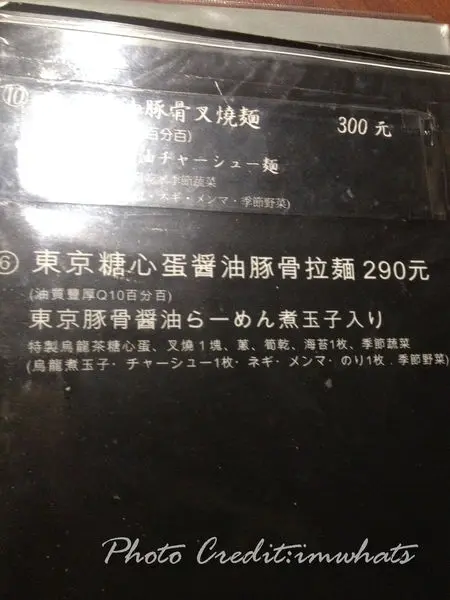 ⑩
豚骨叉燒麵 300元
百分百)
油チャーシュー麺
季節蔬菜
ネギ・メンマ・季節野菜)
⑥ 東京糖心蛋醬油豚骨拉麵 290元
(油質豐厚Q10百分百)
東京豚骨醬油らーめん煮玉子入り
特製烏龍茶糖心蛋、叉燒1塊、蔥、筍乾、海苔1枚、季節蔬菜
(烏龍煮玉子・チャーシュー1枚・ネギ・メンマ・のり1枚．季節野菜)
Photo Credit:imwhats